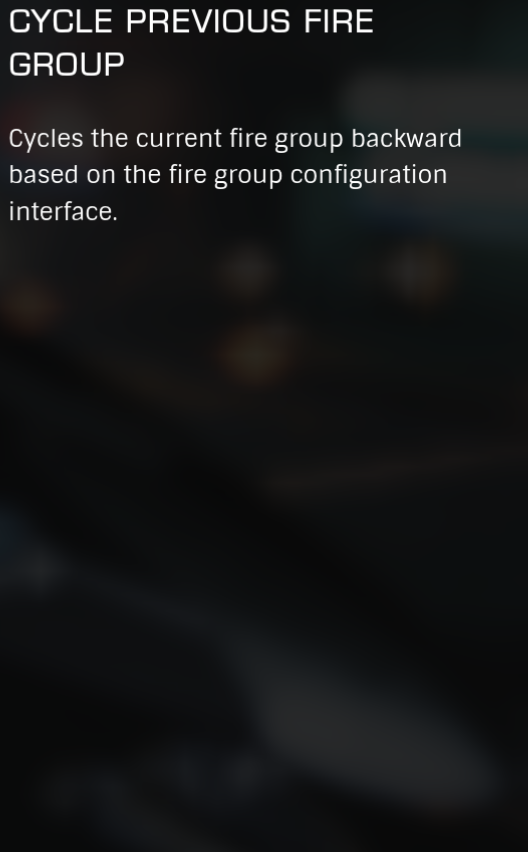 CYCLE PREVIOUS FIRE
GROUP
Cycles the current fire group backward
based on the fire group configuration
interface.